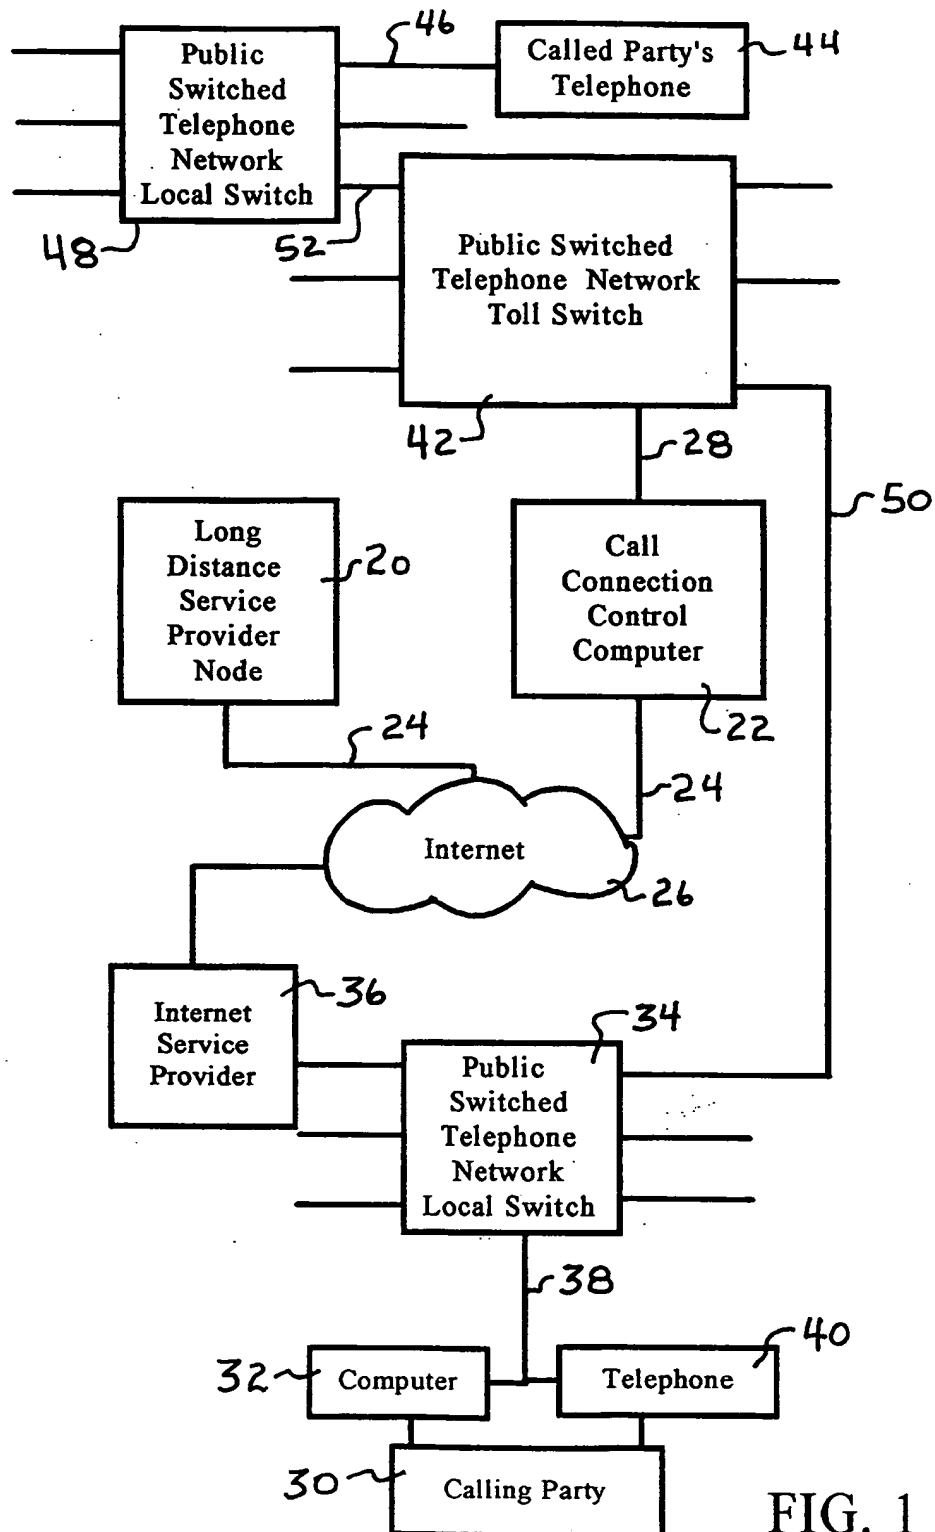 46
Public
Switched
Telephone
Network
Local Switch
Called Party's
Telephone
44
48
52
Public Switched
Telephone Network
Toll Switch
42
28
50
Long
Distance
Service
Provider
Node
20
Call
Connection
Control
Computer
22
24
24
Internet
26
Internet
Service
Provider
36
34
Public
Switched
Telephone
Network
Local Switch
38
32
Computer
Telephone
40
30
Calling Party
FIG. 1